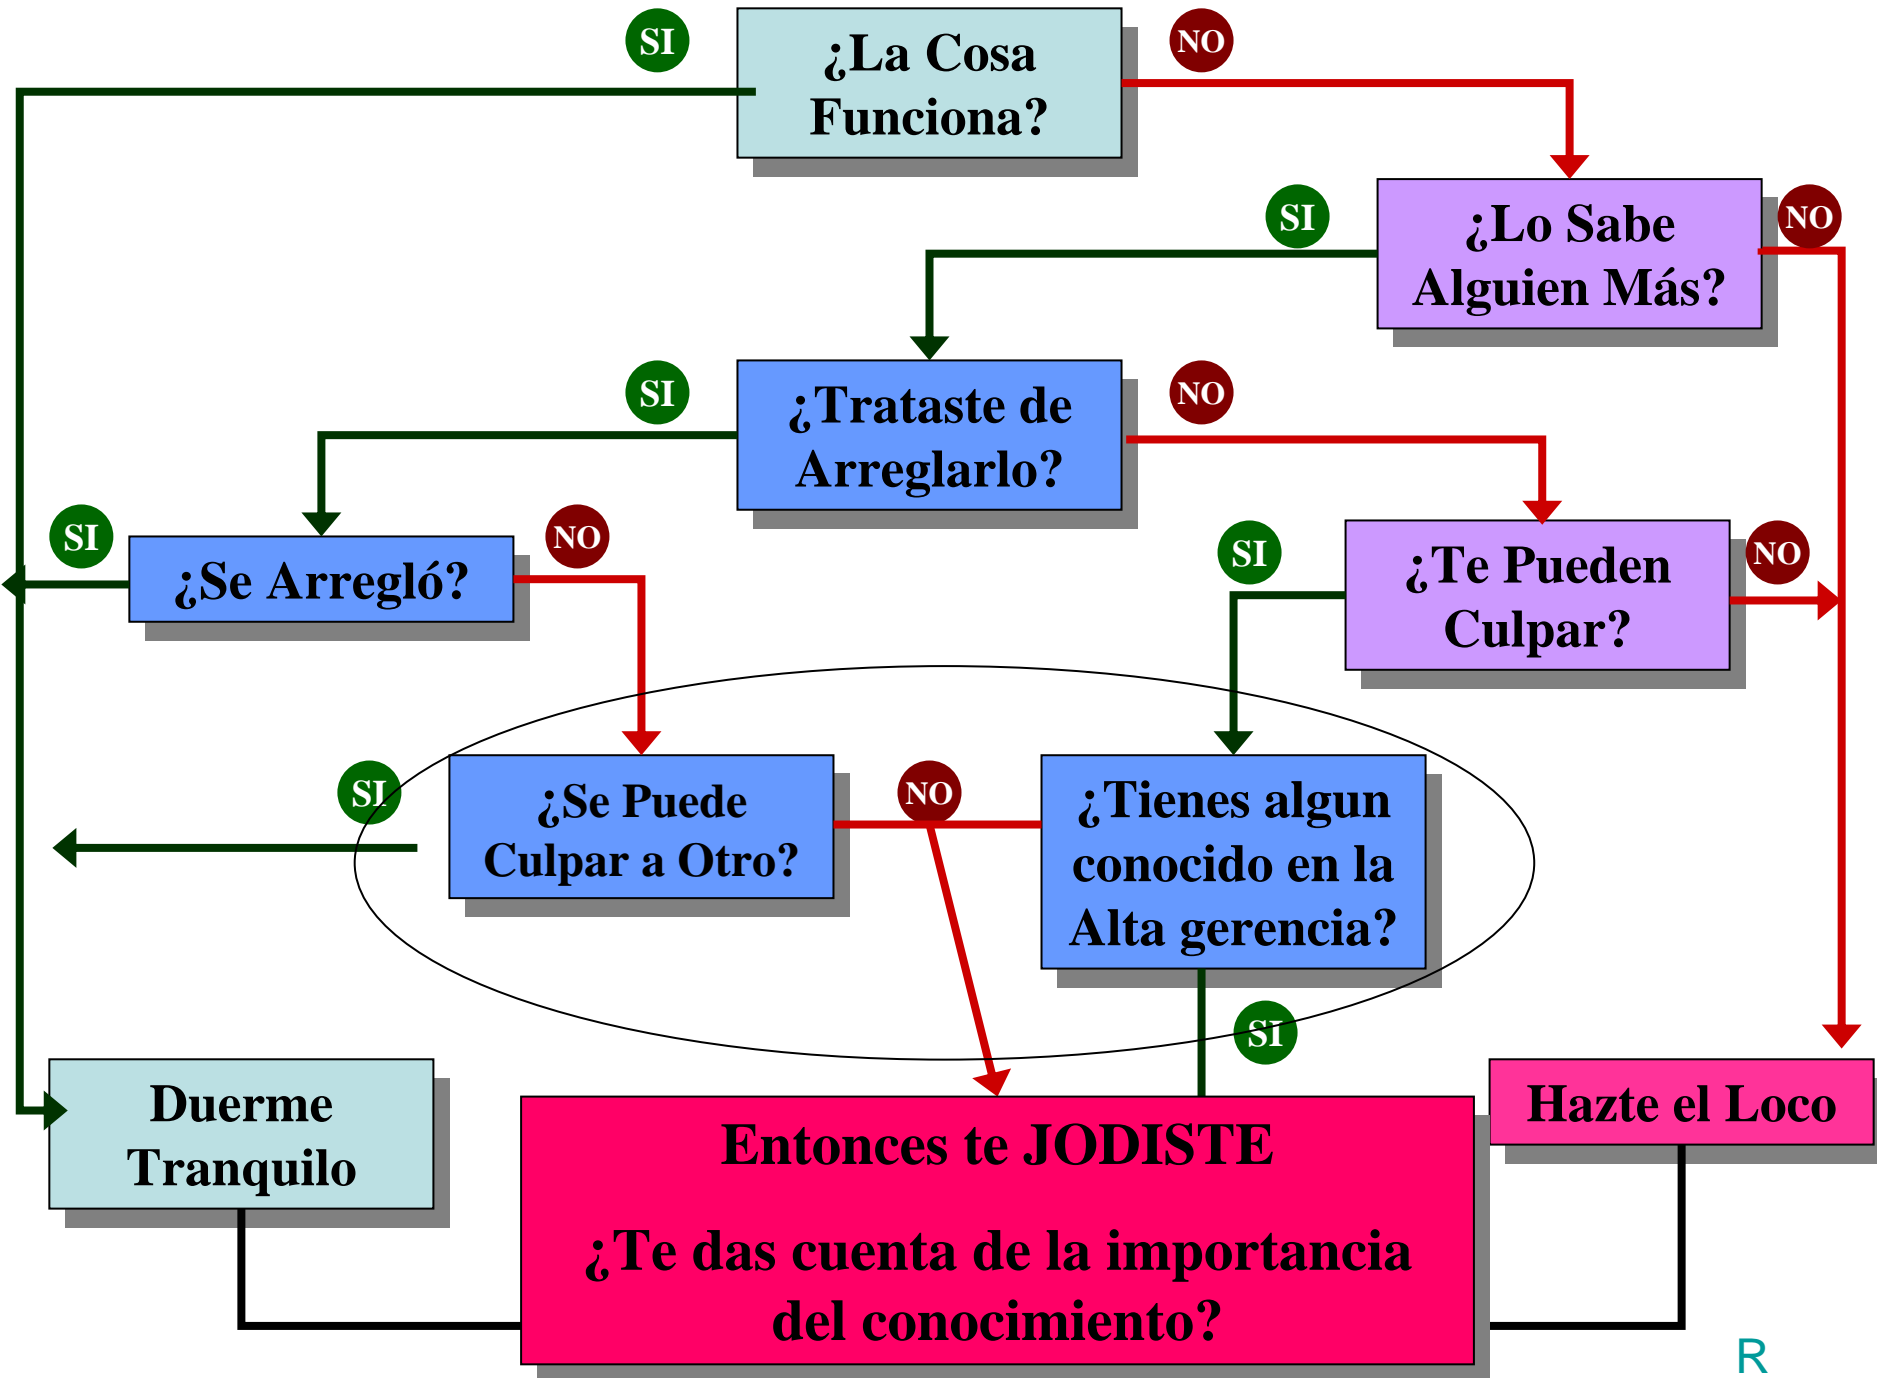 SI
¿La Cosa
Funciona?
NO
SI
¿Lo Sabe
Alguien Más?
NO
SI
¿Trataste de
Arreglarlo?
NO
SI
¿Se Arregló?
NO
SI
¿Te Pueden
Culpar?
NO
SI
¿Se Puede
Culpar a Otro?
NO
¿Tienes algun
conocido en la
Alta gerencia?
SI
Duerme
Tranquilo
Entonces te JODISTE
¿Te das cuenta de la importancia
del conocimiento?
Hazte el Loco
R